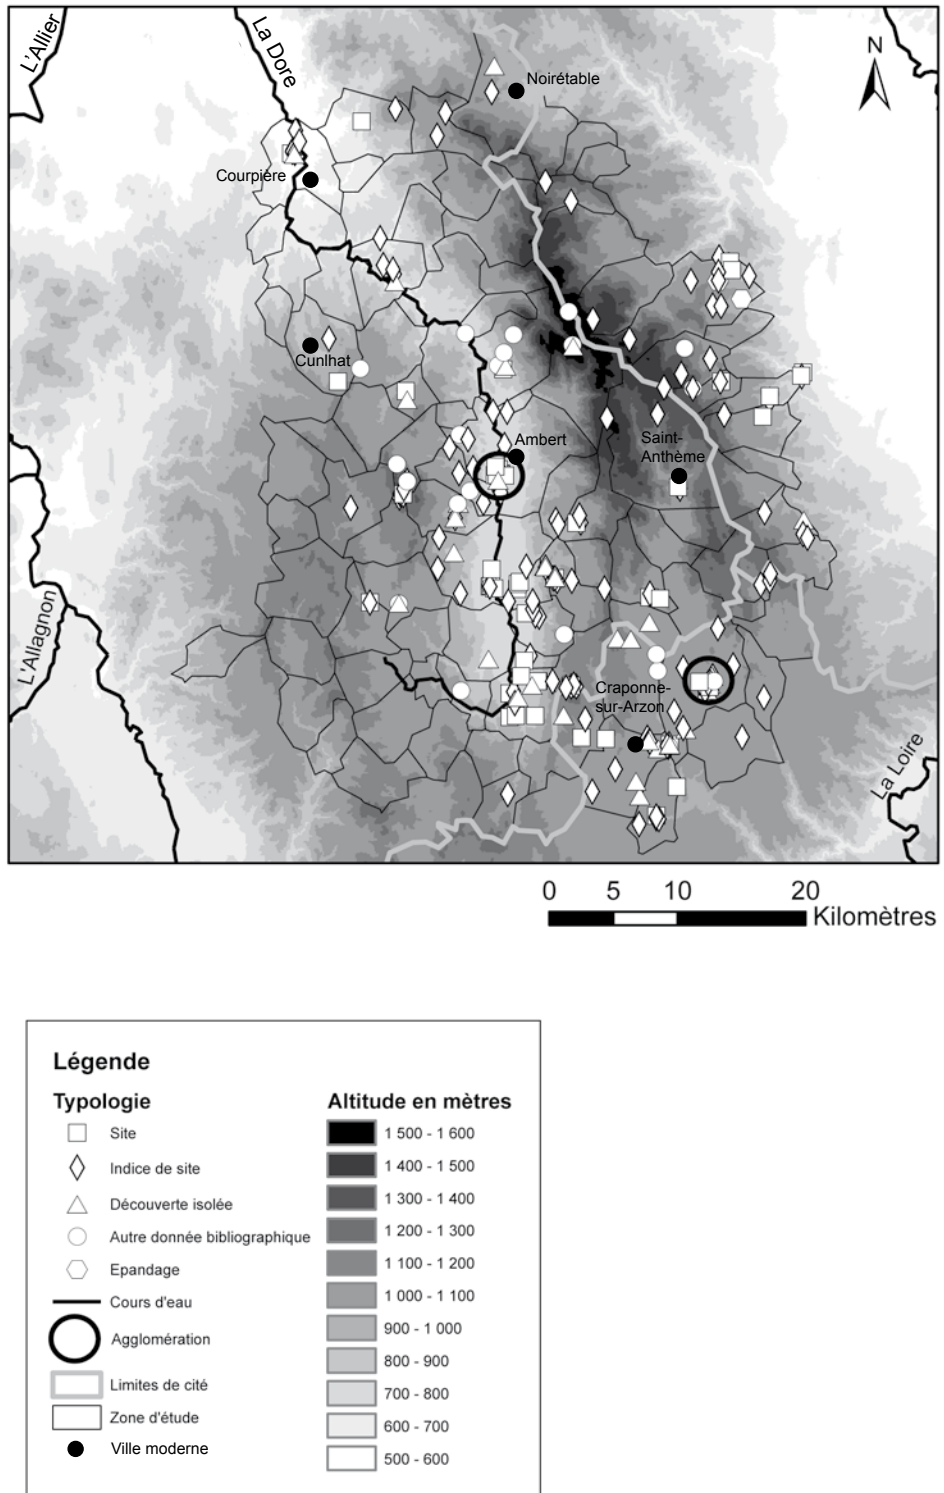 L'Allier
La Dore
N
Noirétable
Courpière
Cunlhat
Ambert
Saint-
Anthème
L'Allagnon
Craponne-
sur-Arzon
La Loire
0 5 10 20
Kilomètres
Légende
Typologie
Site
Indice de site
Découverte isolée
Autre donnée bibliographique
Epandage
Cours d'eau
Agglomération
Limites de cité
Zone d'étude
Ville moderne
Altitude en mètres
1 500 - 1 600
1 400 - 1 500
1 300 - 1 400
1 200 - 1 300
1 100 - 1 200
1 000 - 1 100
900 - 1 000
800 - 900
700 - 800
600 - 700
500 - 600